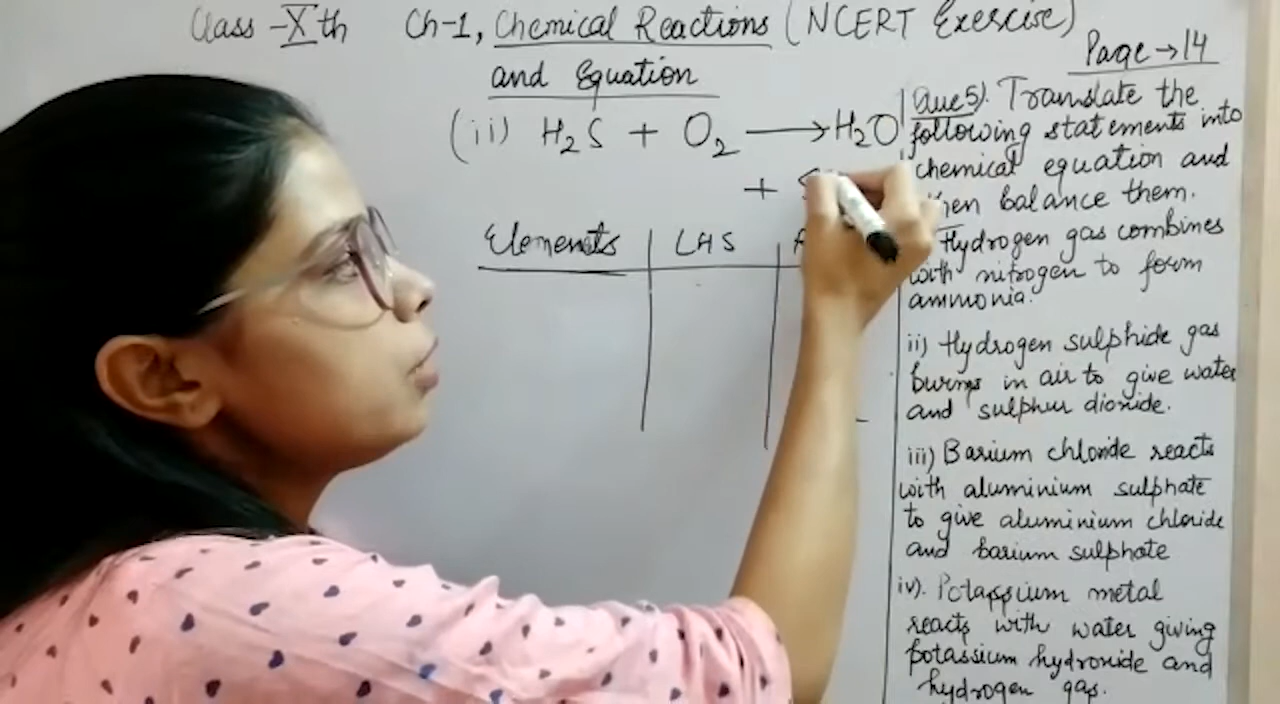 Class - Xth Ch-1, Chemical Reactions (NCERT Exercise)
and Equation
Page → 14
(ii) H₂S + O₂ ⟶ H₂O
+ S
Elements | LHS |
Que5). Translate the
following statements into
chemical equation and
balance them.
Hydrogen gas combines
with nitrogen to form
ammonia.
ii) Hydrogen sulphide gas
burns in air to give water
and sulphur dioxide.
iii) Barium chloride reacts
with aluminium sulphate
to give aluminium chloride
and barium sulphate
iv). Potassium metal
reacts with water giving
potassium hydroxide and
hydrogen gas.